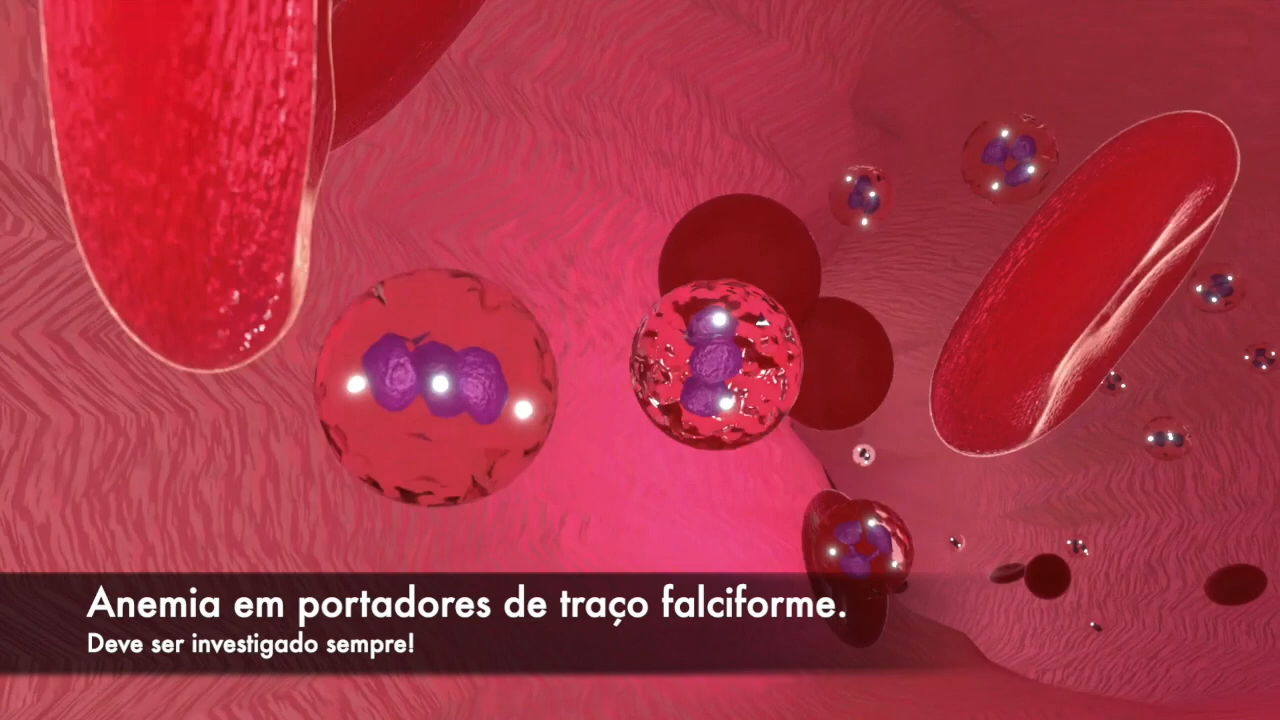 Anemia em portadores de traço falciforme.
Deve ser investigado sempre!